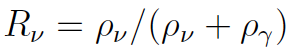 R_ν = ρ_ν/(ρ_ν + ρ_γ)